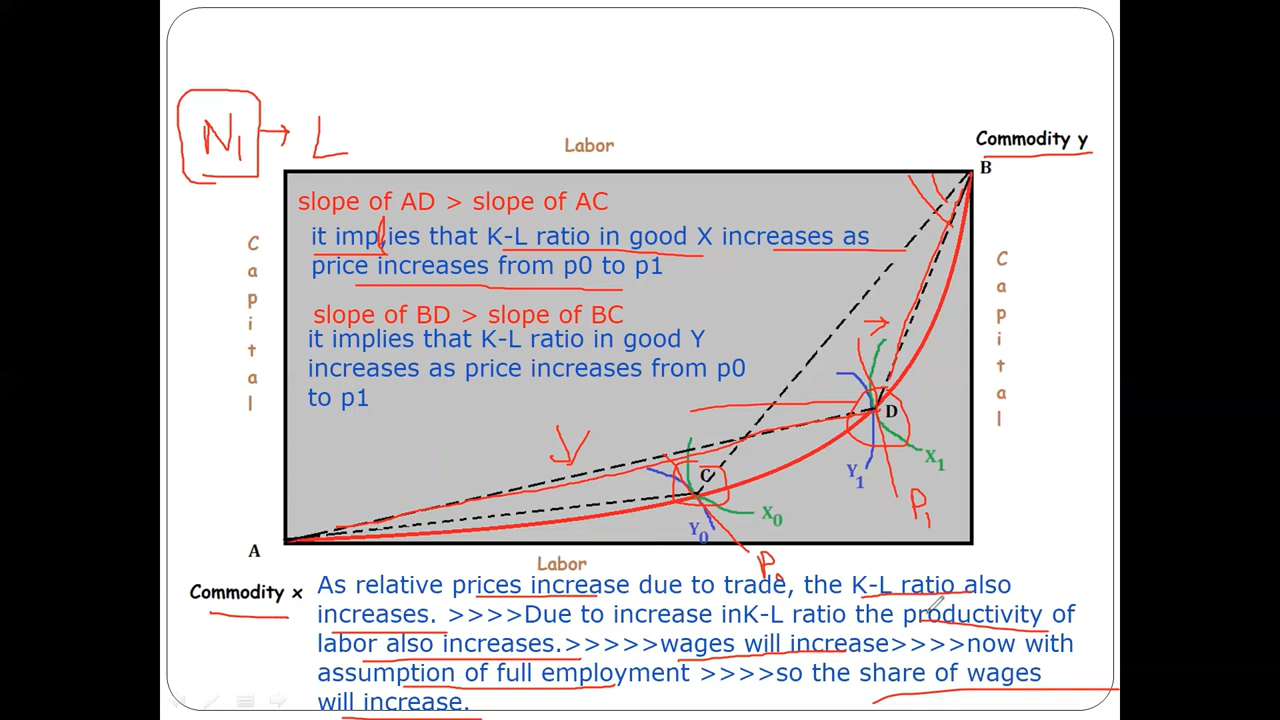 N1 → L
Labor
Commodity y
B
slope of AD > slope of AC
it implies that K-L ratio in good X increases as
price increases from p0 to p1
slope of BD > slope of BC
it implies that K-L ratio in good Y
increases as price increases from p0
to p1
Capital
Capital
D
X1
Y1
P1
C
X0
Y0
P0
A
Labor
Commodity x
As relative prices increase due to trade, the K-L ratio also
increases. >>>>Due to increase inK-L ratio the productivity of
labor also increases.>>>>>wages will increase>>>>now with
assumption of full employment >>>>so the share of wages
will increase.